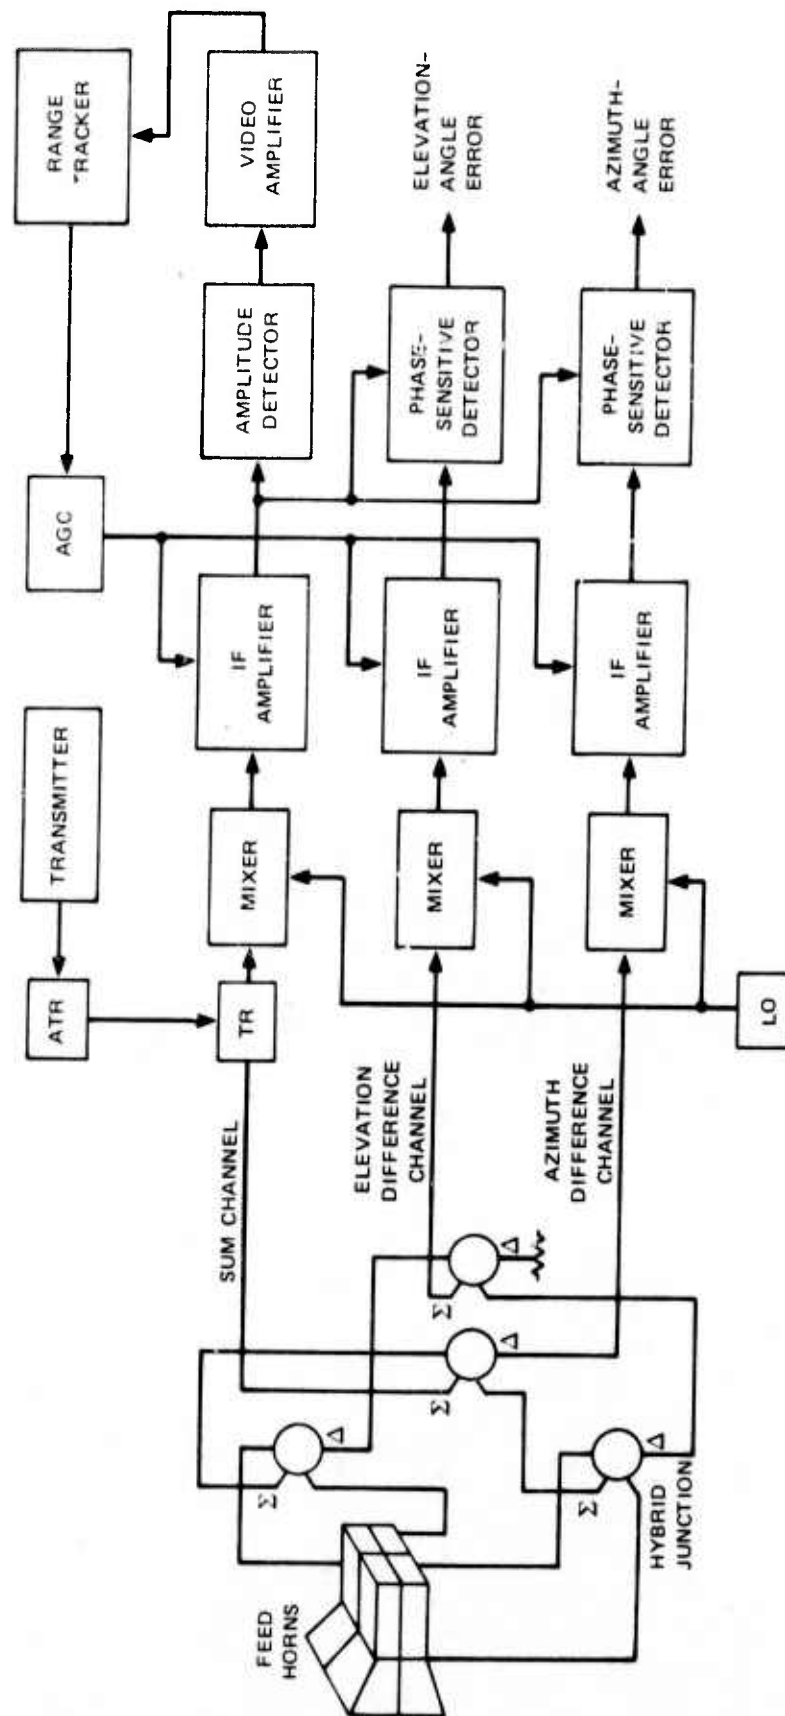 RANGE
TRACKER
VIDEO
AMPLIFIER
AMPLITUDE
DETECTOR
AGC
TRANSMITTER
ATR
TR
SUM CHANNEL
MIXER
IF
AMPLIFIER
ELEVATION-
ANGLE
ERROR
PHASE-
SENSITIVE
DETECTOR
IF
AMPLIFIER
MIXER
ELEVATION
DIFFERENCE
CHANNEL
AZIMUTH-
ANGLE
ERROR
PHASE-
SENSITIVE
DETECTOR
IF
AMPLIFIER
MIXER
AZIMUTH
DIFFERENCE
CHANNEL
LO
Σ
Δ
Σ
Δ
Σ
Δ
Σ
Δ
FEED
HORNS
HYBRID
JUNCTION